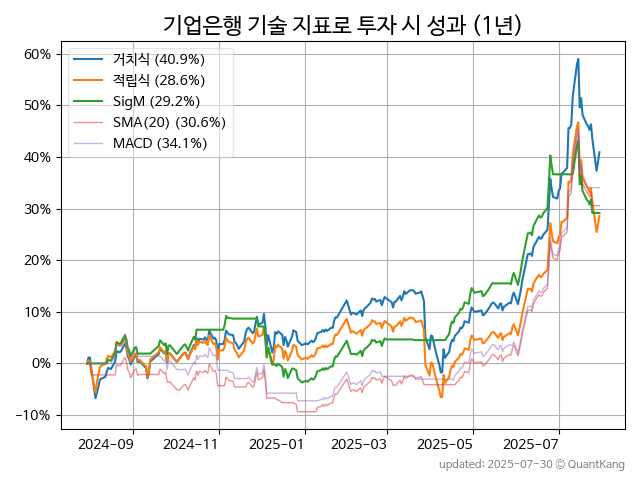 기업은행 기술 지표로 투자 시 성과 (1년)
60%
50%
40%
30%
20%
10%
0%
−10%
거치식 (40.9%)
적립식 (28.6%)
SigM (29.2%)
SMA(20) (30.6%)
MACD (34.1%)
2024-09
2024-11
2025-01
2025-03
2025-05
2025-07
updated: 2025-07-30 © QuantKang